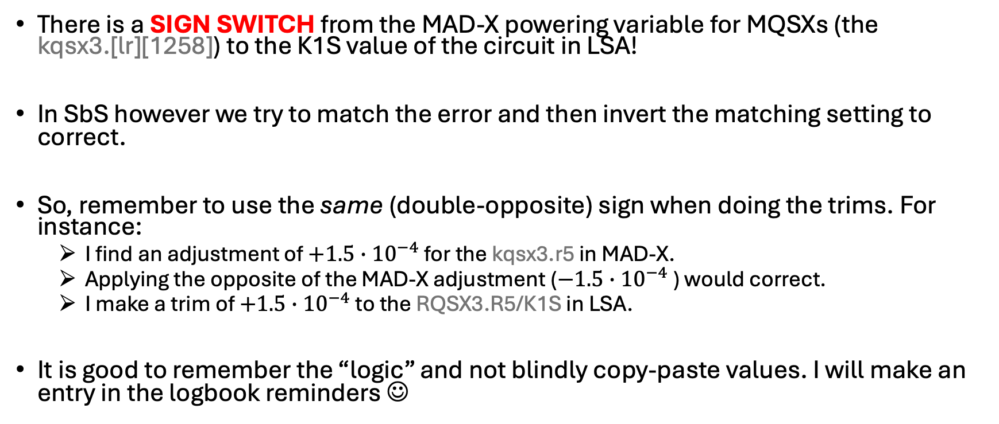 • There is a SIGN SWITCH from the MAD-X powering variable for MQSXs (the
kqsx3.[lr][1258]) to the K1S value of the circuit in LSA!
• In SbS however we try to match the error and then invert the matching setting to
correct.
• So, remember to use the same (double-opposite) sign when doing the trims. For
instance:
➢ I find an adjustment of +1.5 · 10⁻⁴ for the kqsx3.r5 in MAD-X.
➢ Applying the opposite of the MAD-X adjustment (−1.5 · 10⁻⁴ ) would correct.
➢ I make a trim of +1.5 · 10⁻⁴ to the RQSX3.R5/K1S in LSA.
• It is good to remember the “logic” and not blindly copy-paste values. I will make an
entry in the logbook reminders ☺